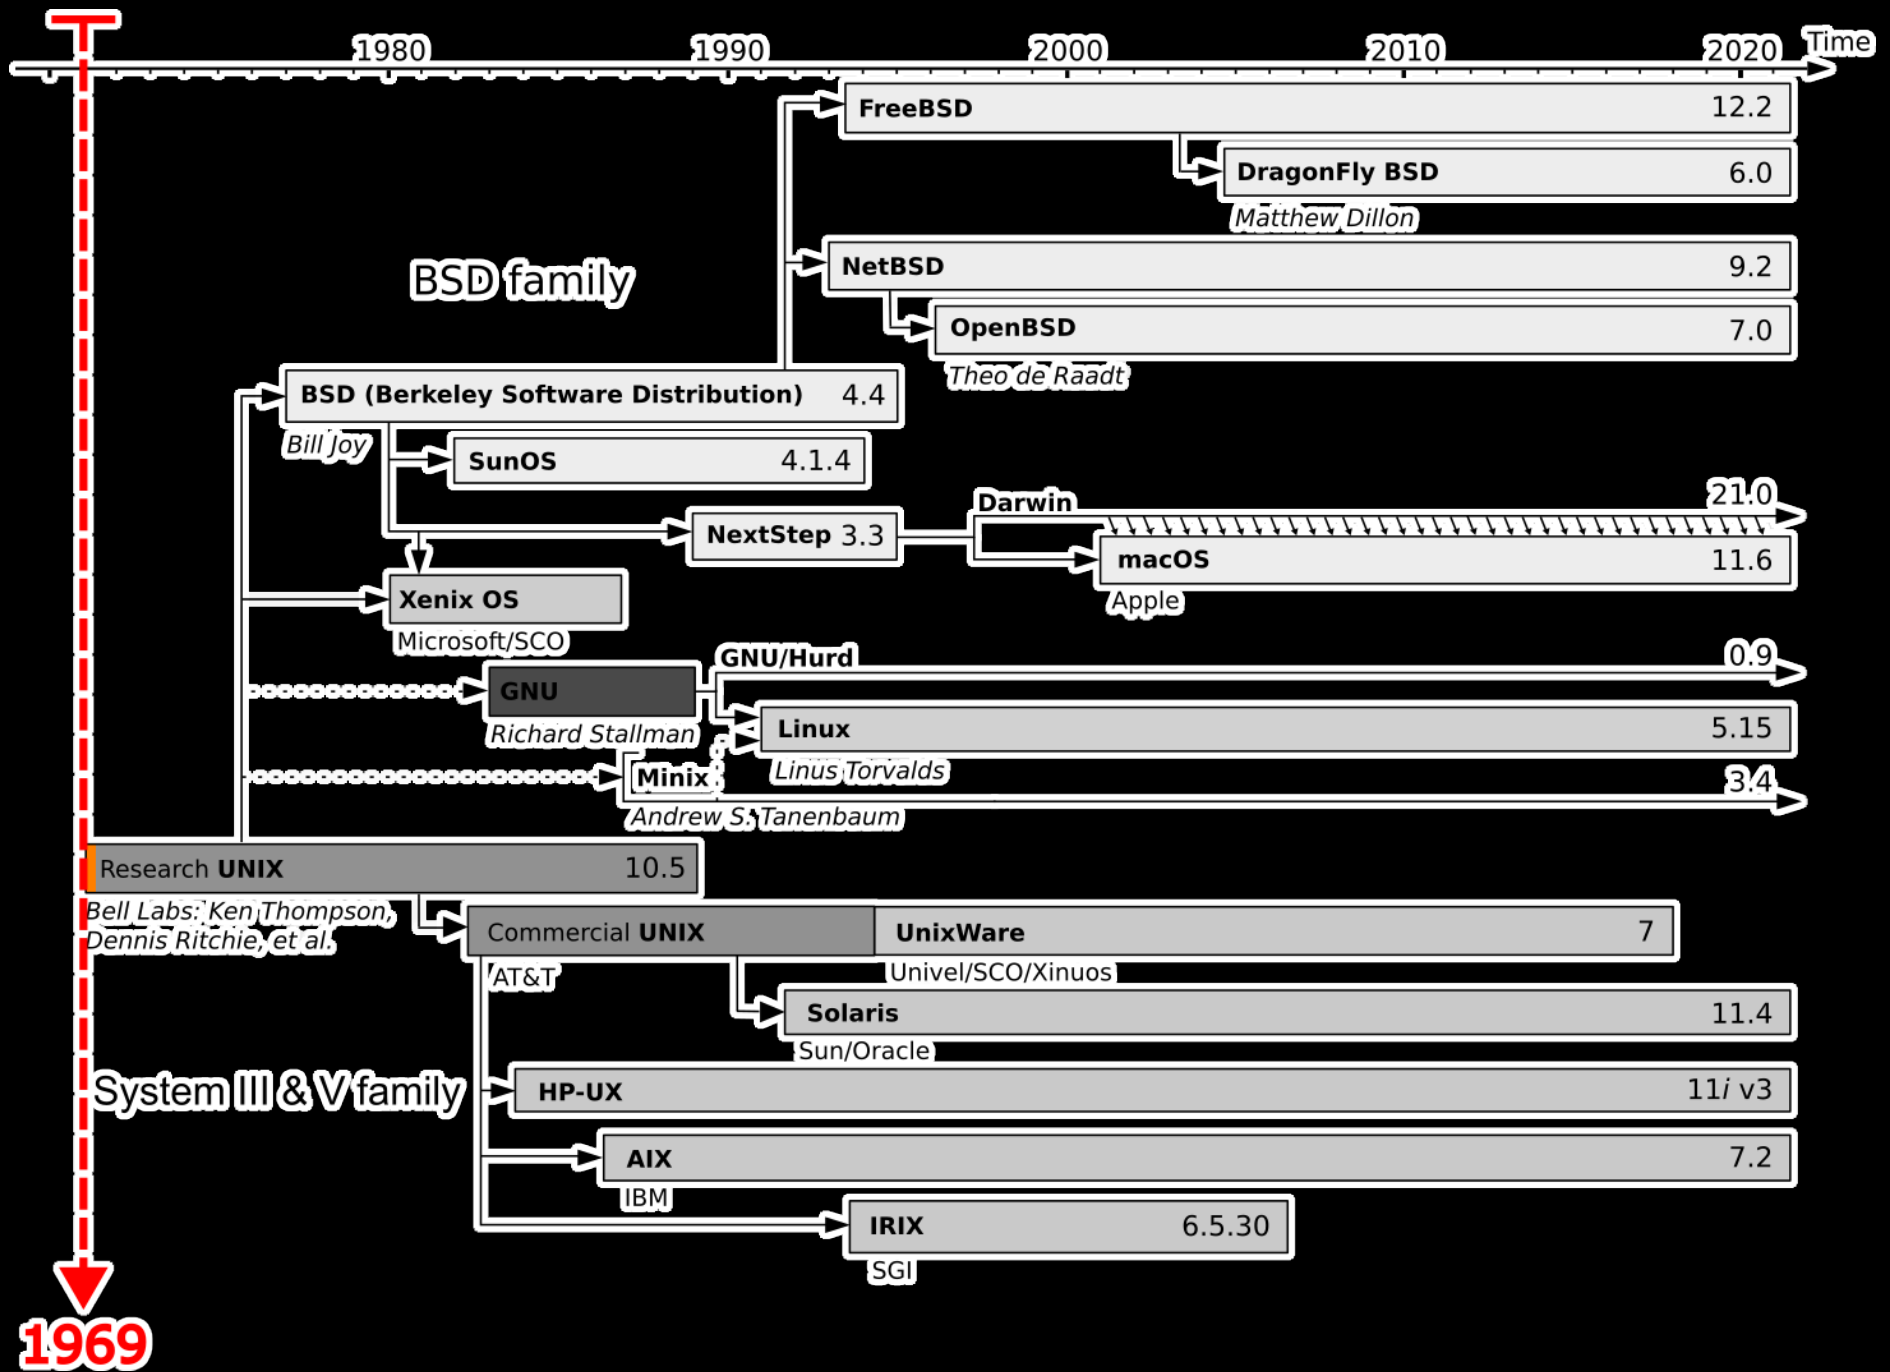 1980
1990
2000
2010
2020
Time
FreeBSD 12.2
DragonFly BSD 6.0
Matthew Dillon
BSD family
NetBSD 9.2
OpenBSD 7.0
Theo de Raadt
BSD (Berkeley Software Distribution) 4.4
Bill Joy
SunOS 4.1.4
Darwin 21.0
NextStep 3.3
macOS 11.6
Apple
Xenix OS
Microsoft/SCO
GNU/Hurd 0.9
GNU
Richard Stallman
Linux 5.15
Linus Torvalds
Minix 3.4
Andrew S. Tanenbaum
Research UNIX 10.5
Bell Labs: Ken Thompson,
Dennis Ritchie, et al.
Commercial UNIX
AT&T
UnixWare 7
Univel/SCO/Xinuos
Solaris 11.4
Sun/Oracle
System III & V family
HP-UX 11i v3
AIX 7.2
IBM
IRIX 6.5.30
SGI
1969